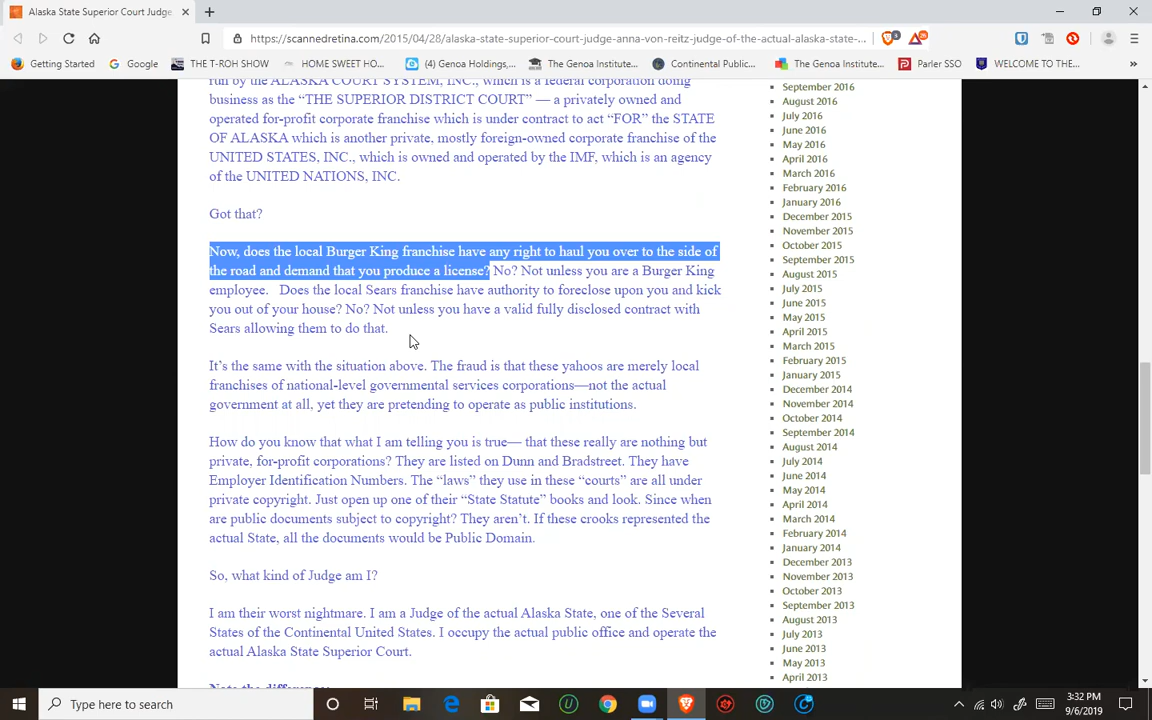 Alaska State Superior Court Judge
https://scannedretina.com/2015/04/28/alaska-state-superior-court-judge-anna-von-reitz-judge-of-the-actual-alaska-state-...
Getting Started
Google
THE T-ROH SHOW
HOME SWEET HO...
(4) Genoa Holdings,...
The Genoa Institute...
Continental Public...
The Genoa Institute...
Parler SSO
WELCOME TO THE...
run by the ALASKA COURT SYSTEM, INC., which is a federal corporation doing
business as the “THE SUPERIOR DISTRICT COURT” — a privately owned and
operated for-profit corporate franchise which is under contract to act “FOR” the STATE
OF ALASKA which is another private, mostly foreign-owned corporate franchise of the
UNITED STATES, INC., which is owned and operated by the IMF, which is an agency
of the UNITED NATIONS, INC.
Got that?
Now, does the local Burger King franchise have any right to haul you over to the side of
the road and demand that you produce a license? No? Not unless you are a Burger King
employee. Does the local Sears franchise have authority to foreclose upon you and kick
you out of your house? No? Not unless you have a valid fully disclosed contract with
Sears allowing them to do that.
It’s the same with the situation above. The fraud is that these yahoos are merely local
franchises of national-level governmental services corporations—not the actual
government at all, yet they are pretending to operate as public institutions.
How do you know that what I am telling you is true— that these really are nothing but
private, for-profit corporations? They are listed on Dunn and Bradstreet. They have
Employer Identification Numbers. The “laws” they use in these “courts” are all under
private copyright. Just open up one of their “State Statute” books and look. Since when
are public documents subject to copyright? They aren’t. If these crooks represented the
actual State, all the documents would be Public Domain.
So, what kind of Judge am I?
I am their worst nightmare. I am a Judge of the actual Alaska State, one of the Several
States of the Continental United States. I occupy the actual public office and operate the
actual Alaska State Superior Court.
Note the difference:
September 2016
August 2016
July 2016
June 2016
May 2016
April 2016
March 2016
February 2016
January 2016
December 2015
November 2015
October 2015
September 2015
August 2015
July 2015
June 2015
May 2015
April 2015
March 2015
February 2015
January 2015
December 2014
November 2014
October 2014
September 2014
August 2014
July 2014
June 2014
May 2014
April 2014
March 2014
February 2014
January 2014
December 2013
November 2013
October 2013
September 2013
August 2013
July 2013
June 2013
May 2013
April 2013
Type here to search
3:32 PM
9/6/2019